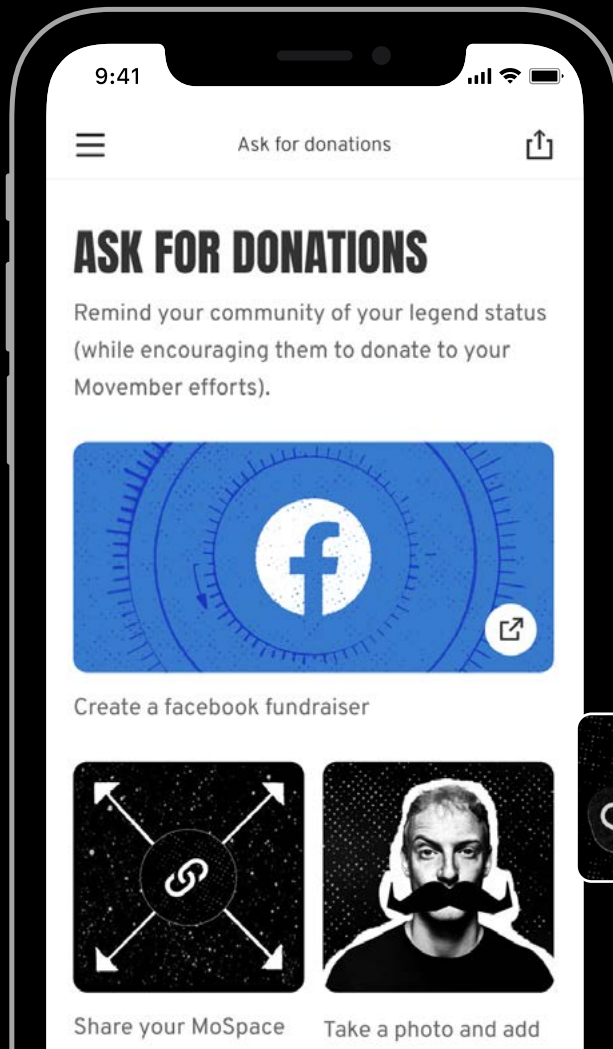 9:41
Ask for donations
ASK FOR DONATIONS
Remind your community of your legend status
(while encouraging them to donate to your
Movember efforts).
Create a facebook fundraiser
Share your MoSpace
Take a photo and add